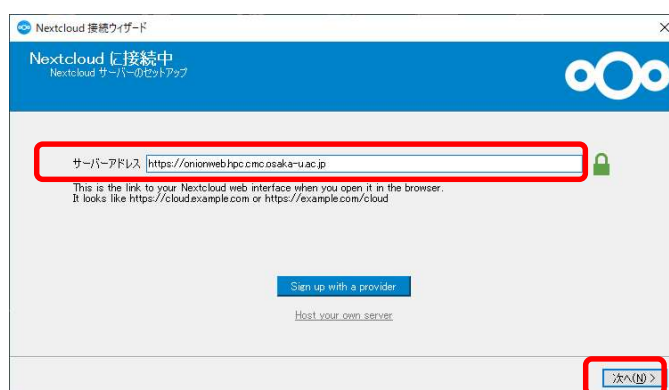 Nextcloud 接続ウィザード
Nextcloud に接続中
Nextcloud サーバーのセットアップ
サーバーアドレス https://onionweb.hpc.cmc.osaka-u.ac.jp
This is the link to your Nextcloud web interface when you open it in the browser.
It looks like https://cloud.example.com or https://example.com/cloud
Sign up with a provider
Host your own server
次へ(N) >